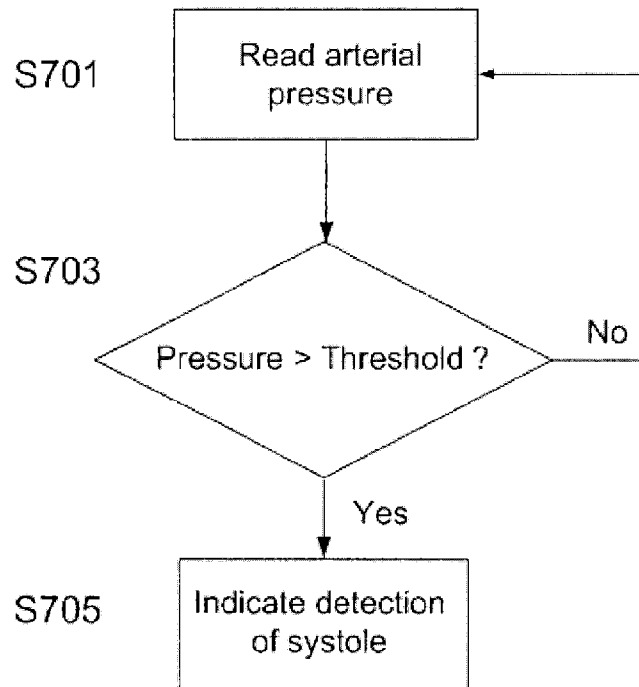 S701
Read arterial
pressure
S703
Pressure > Threshold ?
No
Yes
S705
Indicate detection
of systole